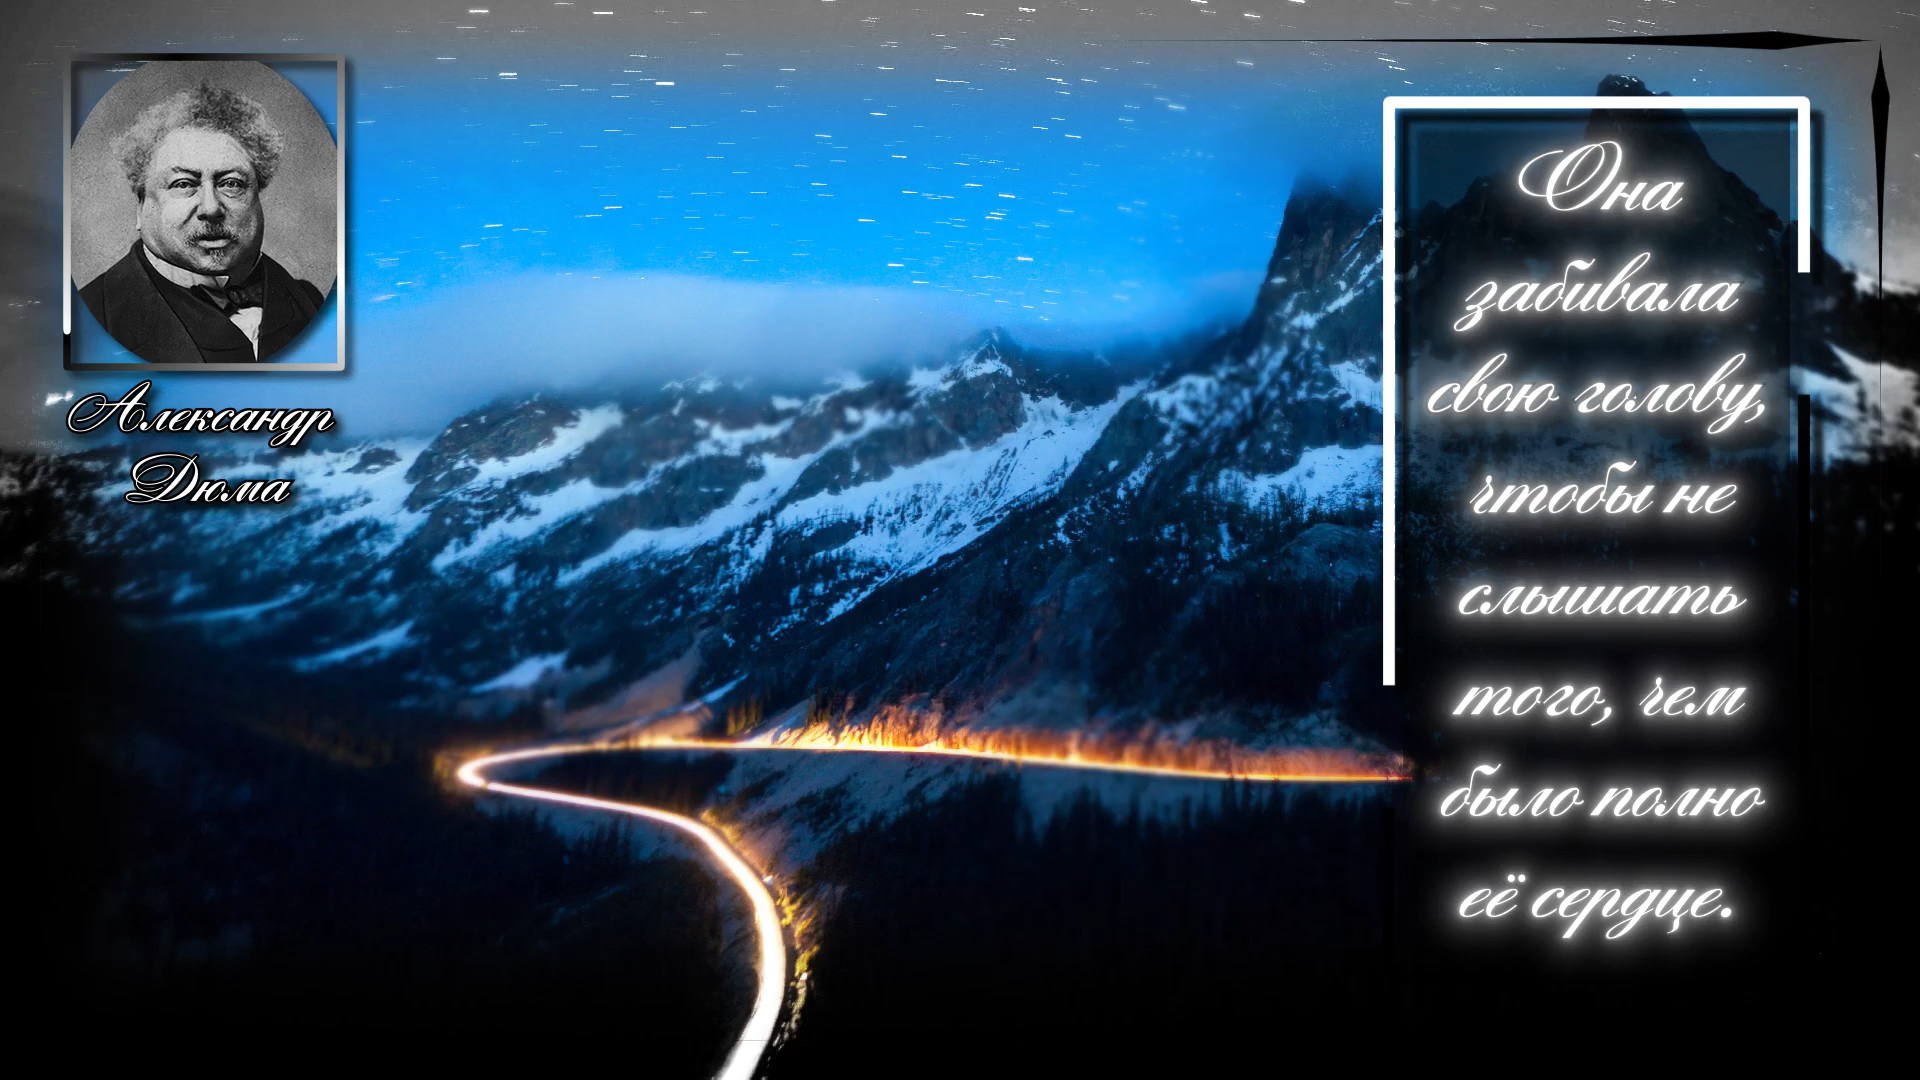 Александр
Дюма
Она
забивала
свою голову,
чтобы не
слышать
того, чем
было полно
её сердце.